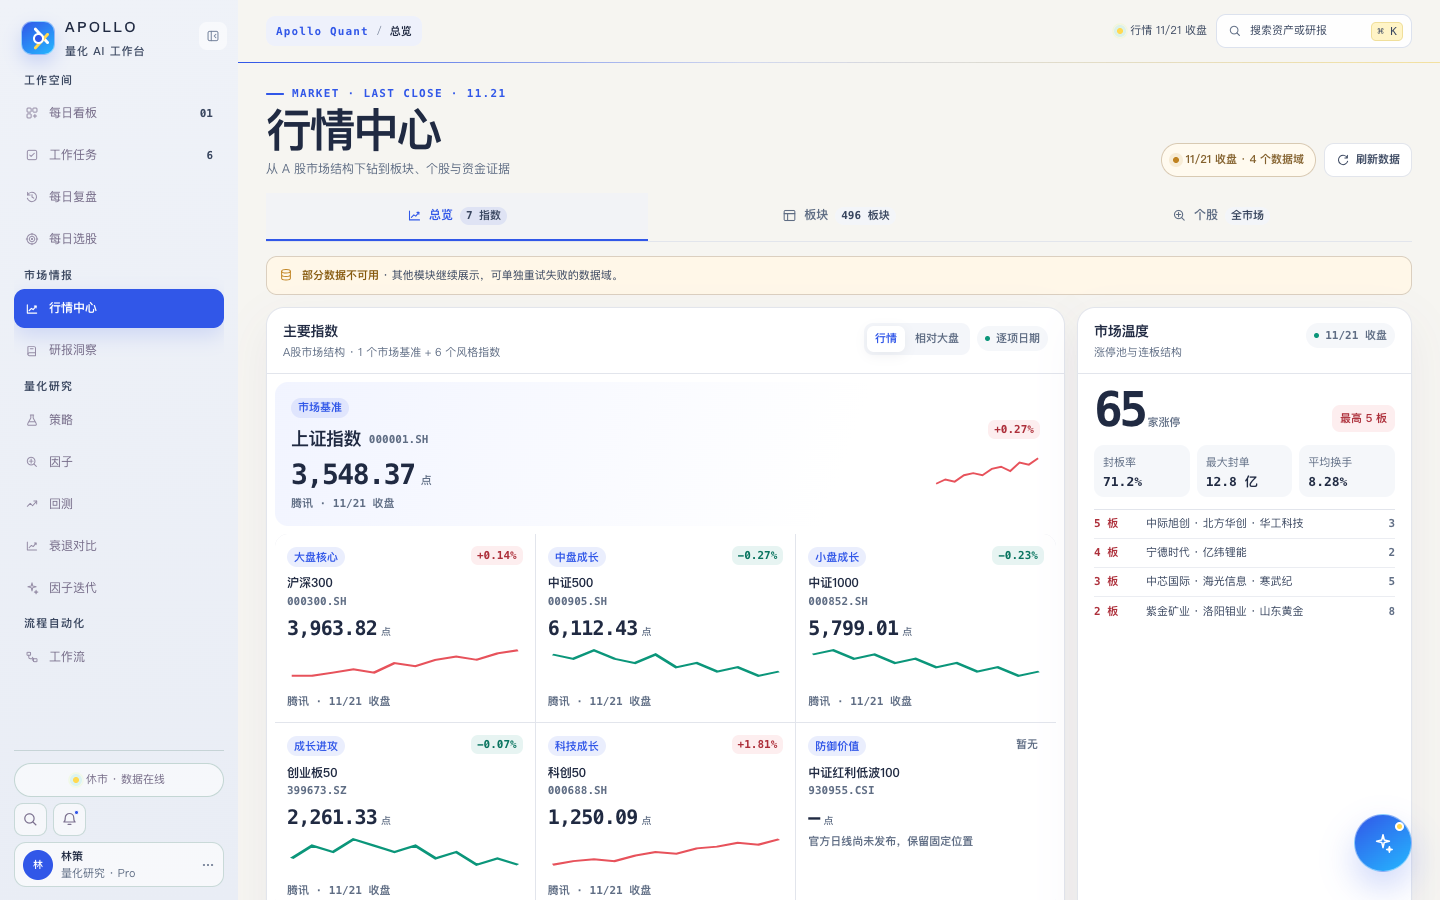 APOLLO
量化 AI 工作台
工作空间
每日看板 01
工作任务 6
每日复盘
每日选股
市场情报
行情中心
研报洞察
量化研究
策略
因子
回测
衰退对比
因子迭代
流程自动化
工作流
休市 · 数据在线
林 林策
量化研究 · Pro
Apollo Quant / 总览
行情 11/21 收盘
搜索资产或研报 ⌘ K
MARKET · LAST CLOSE · 11.21
行情中心
从 A 股市场结构下钻到板块、个股与资金证据
11/21 收盘 · 4 个数据域
刷新数据
总览 7 指数
板块 496 板块
个股 全市场
部分数据不可用 · 其他模块继续展示，可单独重试失败的数据域。
主要指数
A股市场结构 · 1 个市场基准 + 6 个风格指数
行情 相对大盘 逐项日期
市场基准
上证指数 000001.SH
3,548.37 点
腾讯 · 11/21 收盘
+0.27%
大盘核心 +0.14%
沪深300
000300.SH
3,963.82 点
腾讯 · 11/21 收盘
中盘成长 -0.27%
中证500
000905.SH
6,112.43 点
腾讯 · 11/21 收盘
小盘成长 -0.23%
中证1000
000852.SH
5,799.01 点
腾讯 · 11/21 收盘
成长进攻 -0.07%
创业板50
399673.SZ
2,261.33 点
腾讯 · 11/21 收盘
科技成长 +1.81%
科创50
000688.SH
1,250.09 点
腾讯 · 11/21 收盘
防御价值 暂无
中证红利低波100
930955.CSI
— 点
官方日线尚未发布，保留固定位置
市场温度
涨停池与连板结构
11/21 收盘
65 家涨停
最高 5 板
封板率
71.2%
最大封单
12.8 亿
平均换手
8.28%
5 板 中际旭创 · 北方华创 · 华工科技 3
4 板 宁德时代 · 亿纬锂能 2
3 板 中芯国际 · 海光信息 · 寒武纪 5
2 板 紫金矿业 · 洛阳钼业 · 山东黄金 8